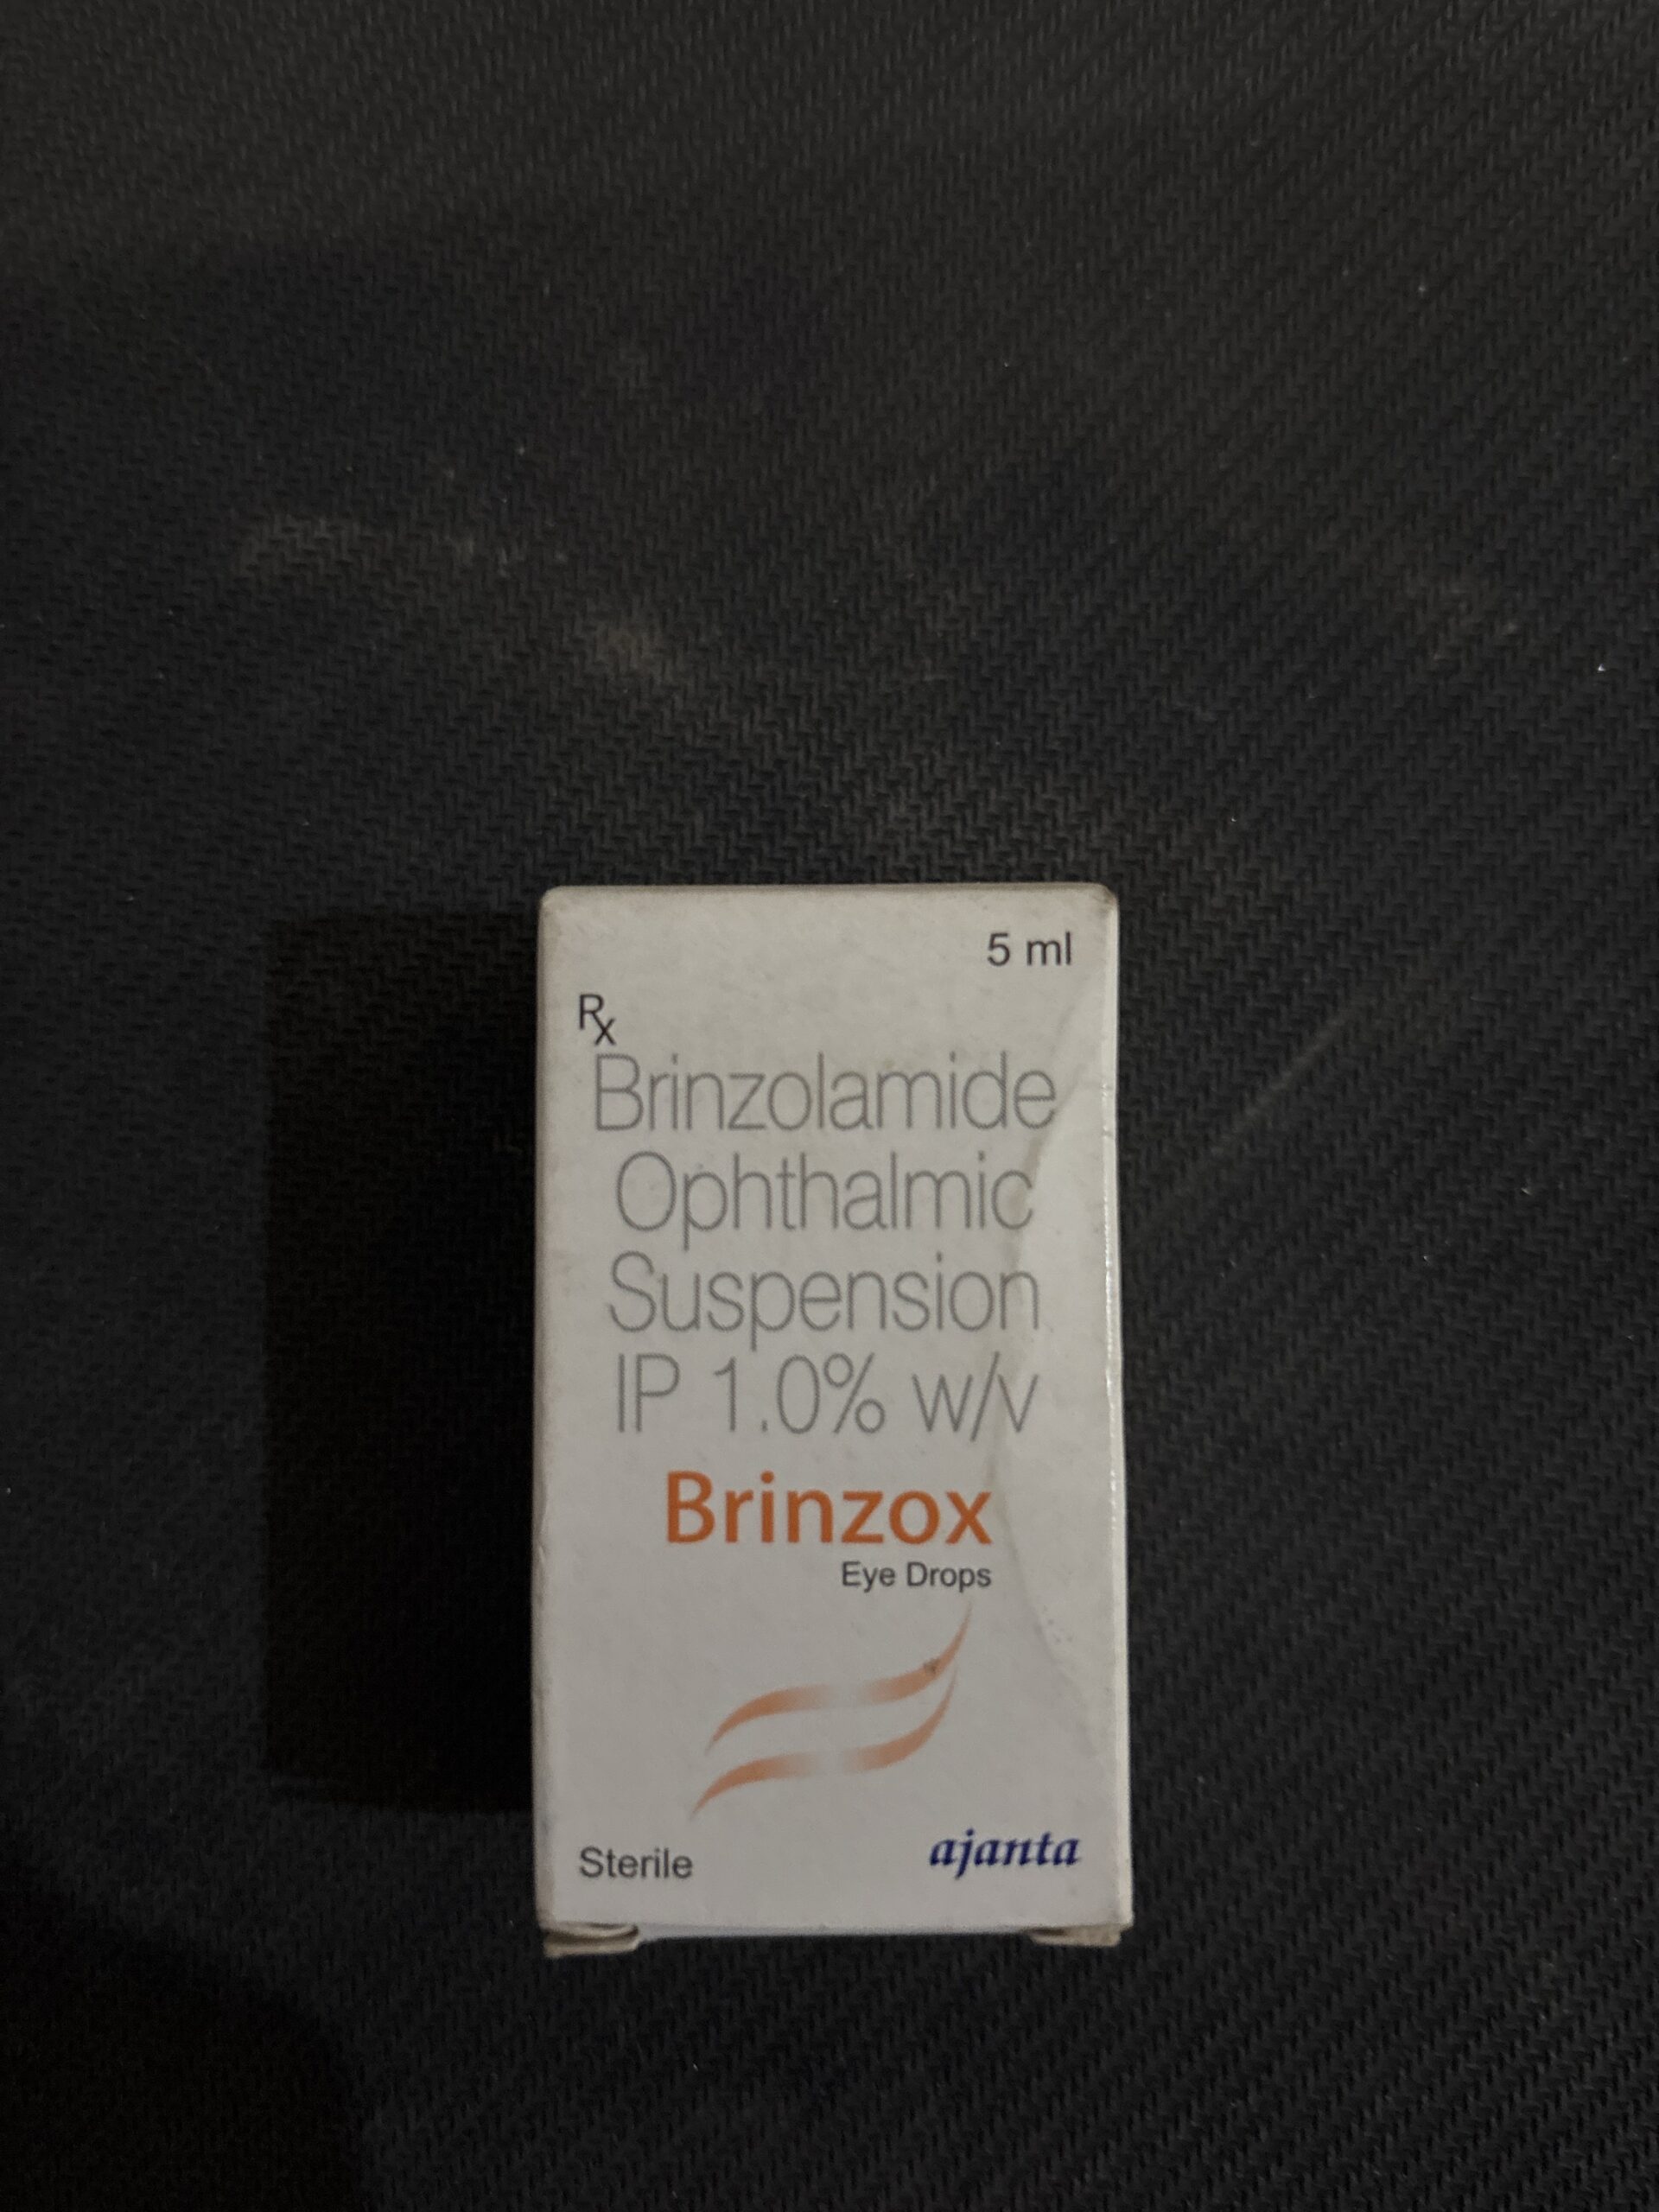 5 ml
Rx
Brinzolamide
Ophthalmic
Suspension
IP 1.0% w/v
Brinzox
Eye Drops
Sterile
ajanta